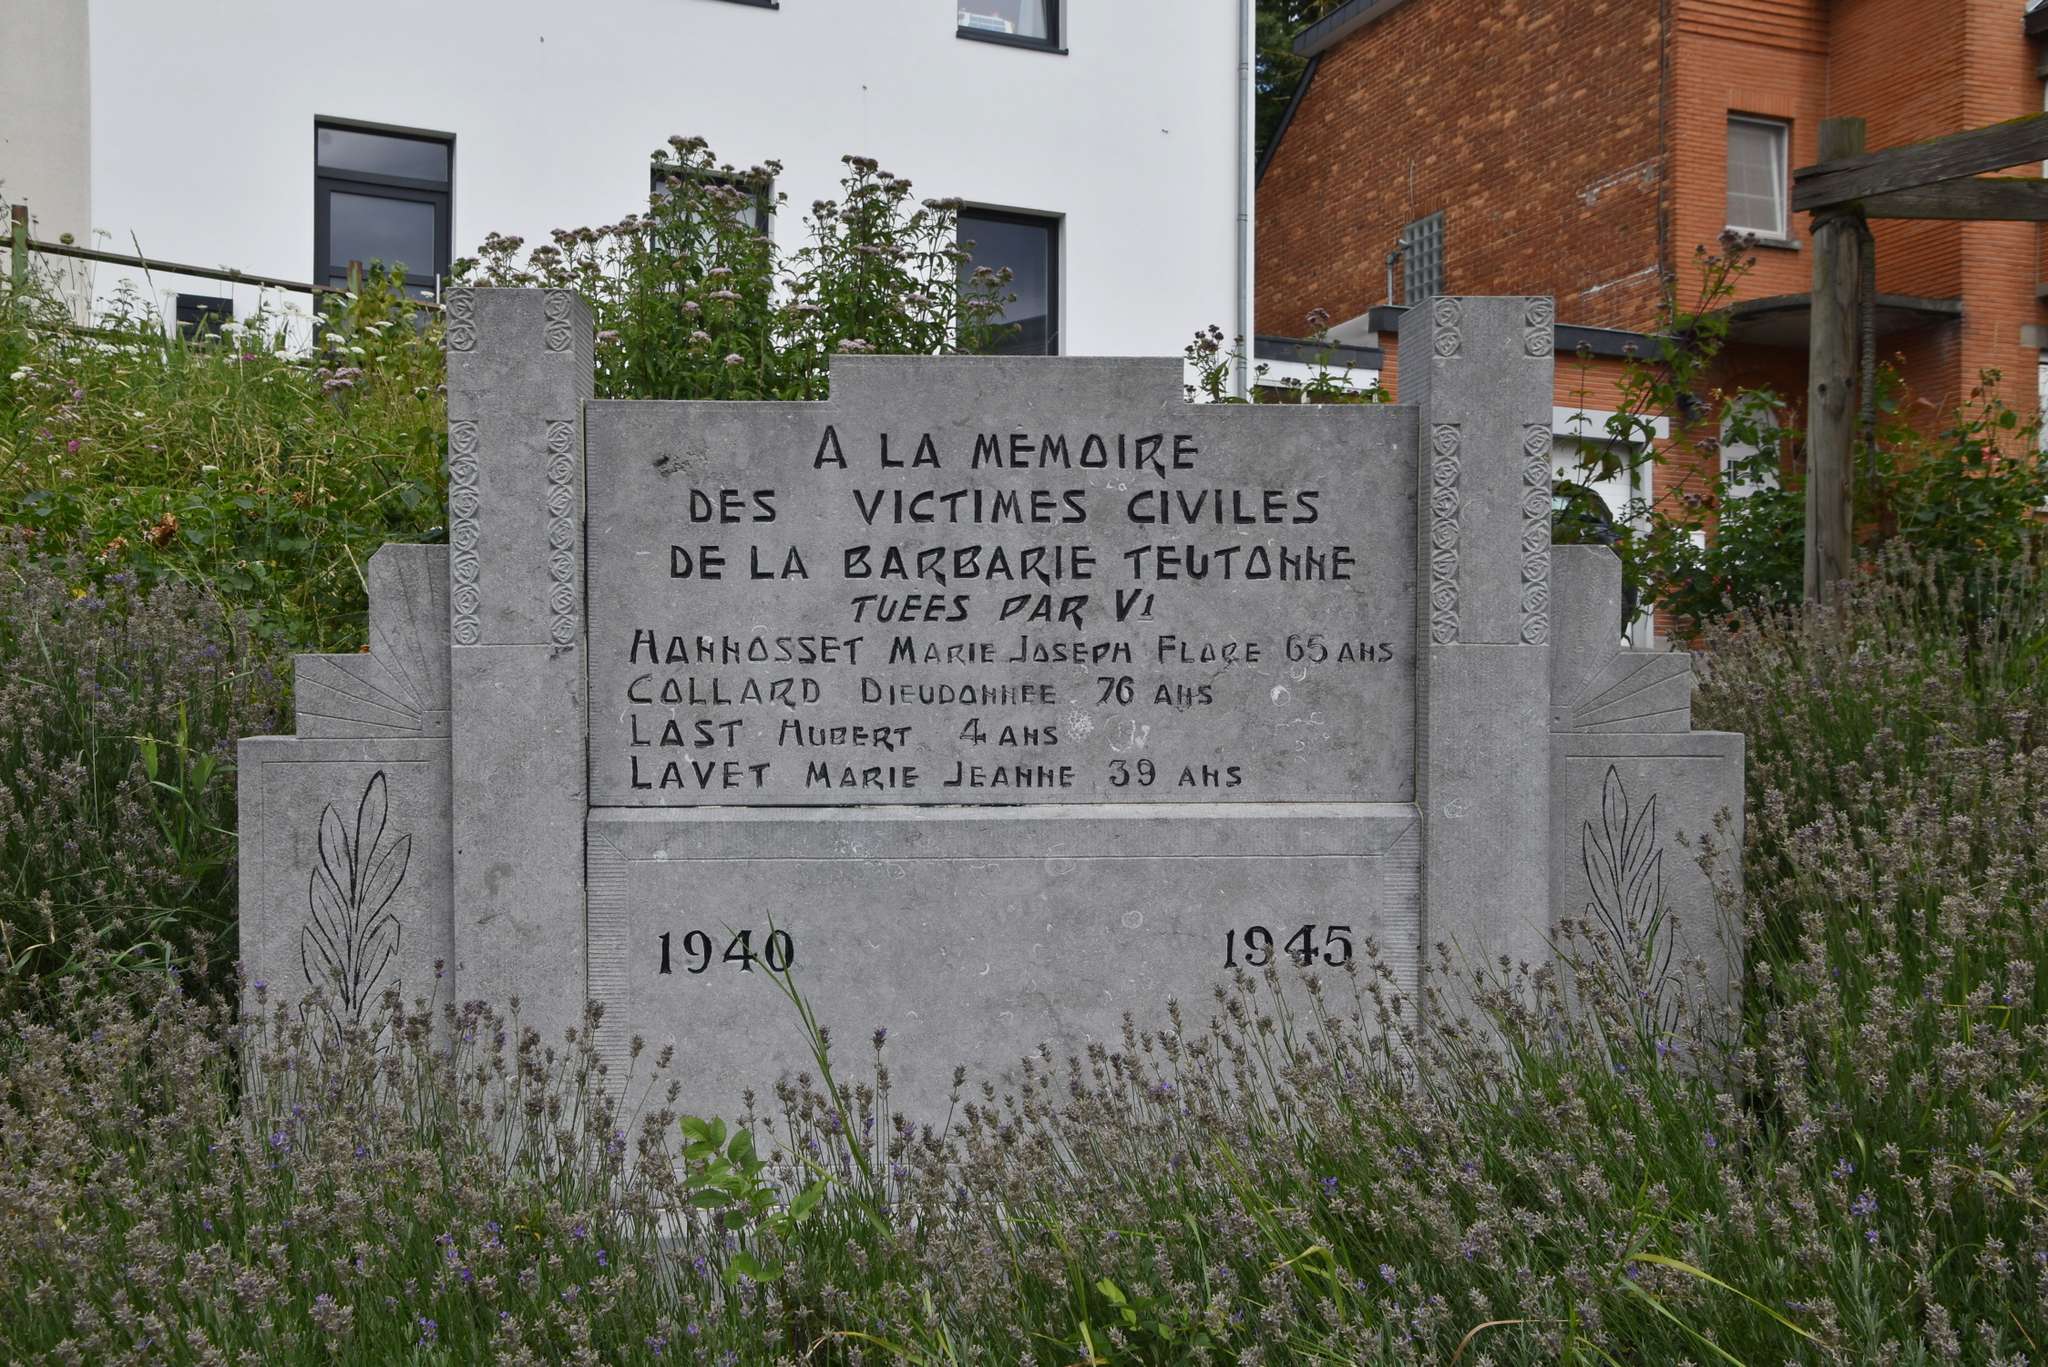 A LA MÉMOIRE
DES VICTIMES CIVILES
DE LA BARBARIE TEUTONNE
TUEES PAR V1
HANNOSSET MARIE JOSEPH FLORE 65 ANS
COLLARD DIEUDONNEE 76 ANS
LAST HUBERT 4 ANS
LAVET MARIE JEANNE 39 ANS
1940 1945